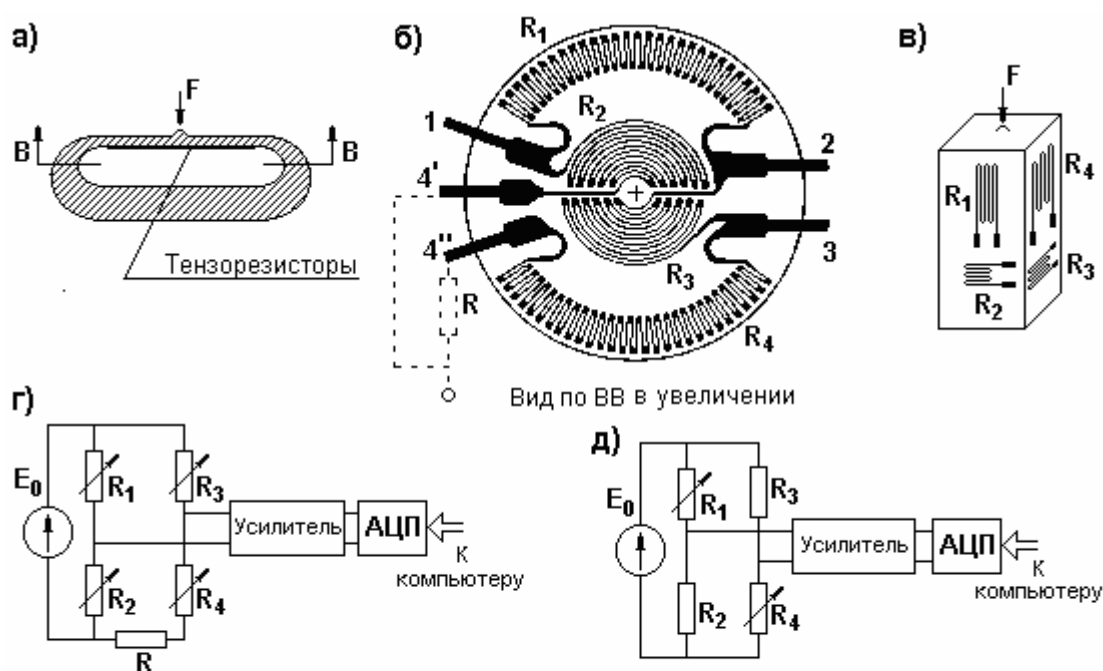 а)
F
B
B
Тензорезисторы
б)
R1
R2
1
2
4'
4"
3
R
R3
R4
Вид по ВВ в увеличении
в)
F
R1
R4
R2
R3
г)
E0
R1
R3
R2
R4
R
Усилитель
АЦП
К
компьютеру
д)
E0
R1
R3
R2
R4
Усилитель
АЦП
К
компьютеру